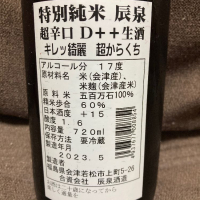 特別純米 辰泉
超辛口 D++生酒
キレッ綺麗 超からくち
アルコール分 17度
原材料 米(会津産)、
米麹(会津産米)
原料米 五百万石100%
精米歩合 60%
日本酒度 +15
酸度 1.6
内容量 720ml
保存方法 要冷蔵
製造年月
2023.5
福島県会津若松市上町5-26
合資会社 辰泉酒造